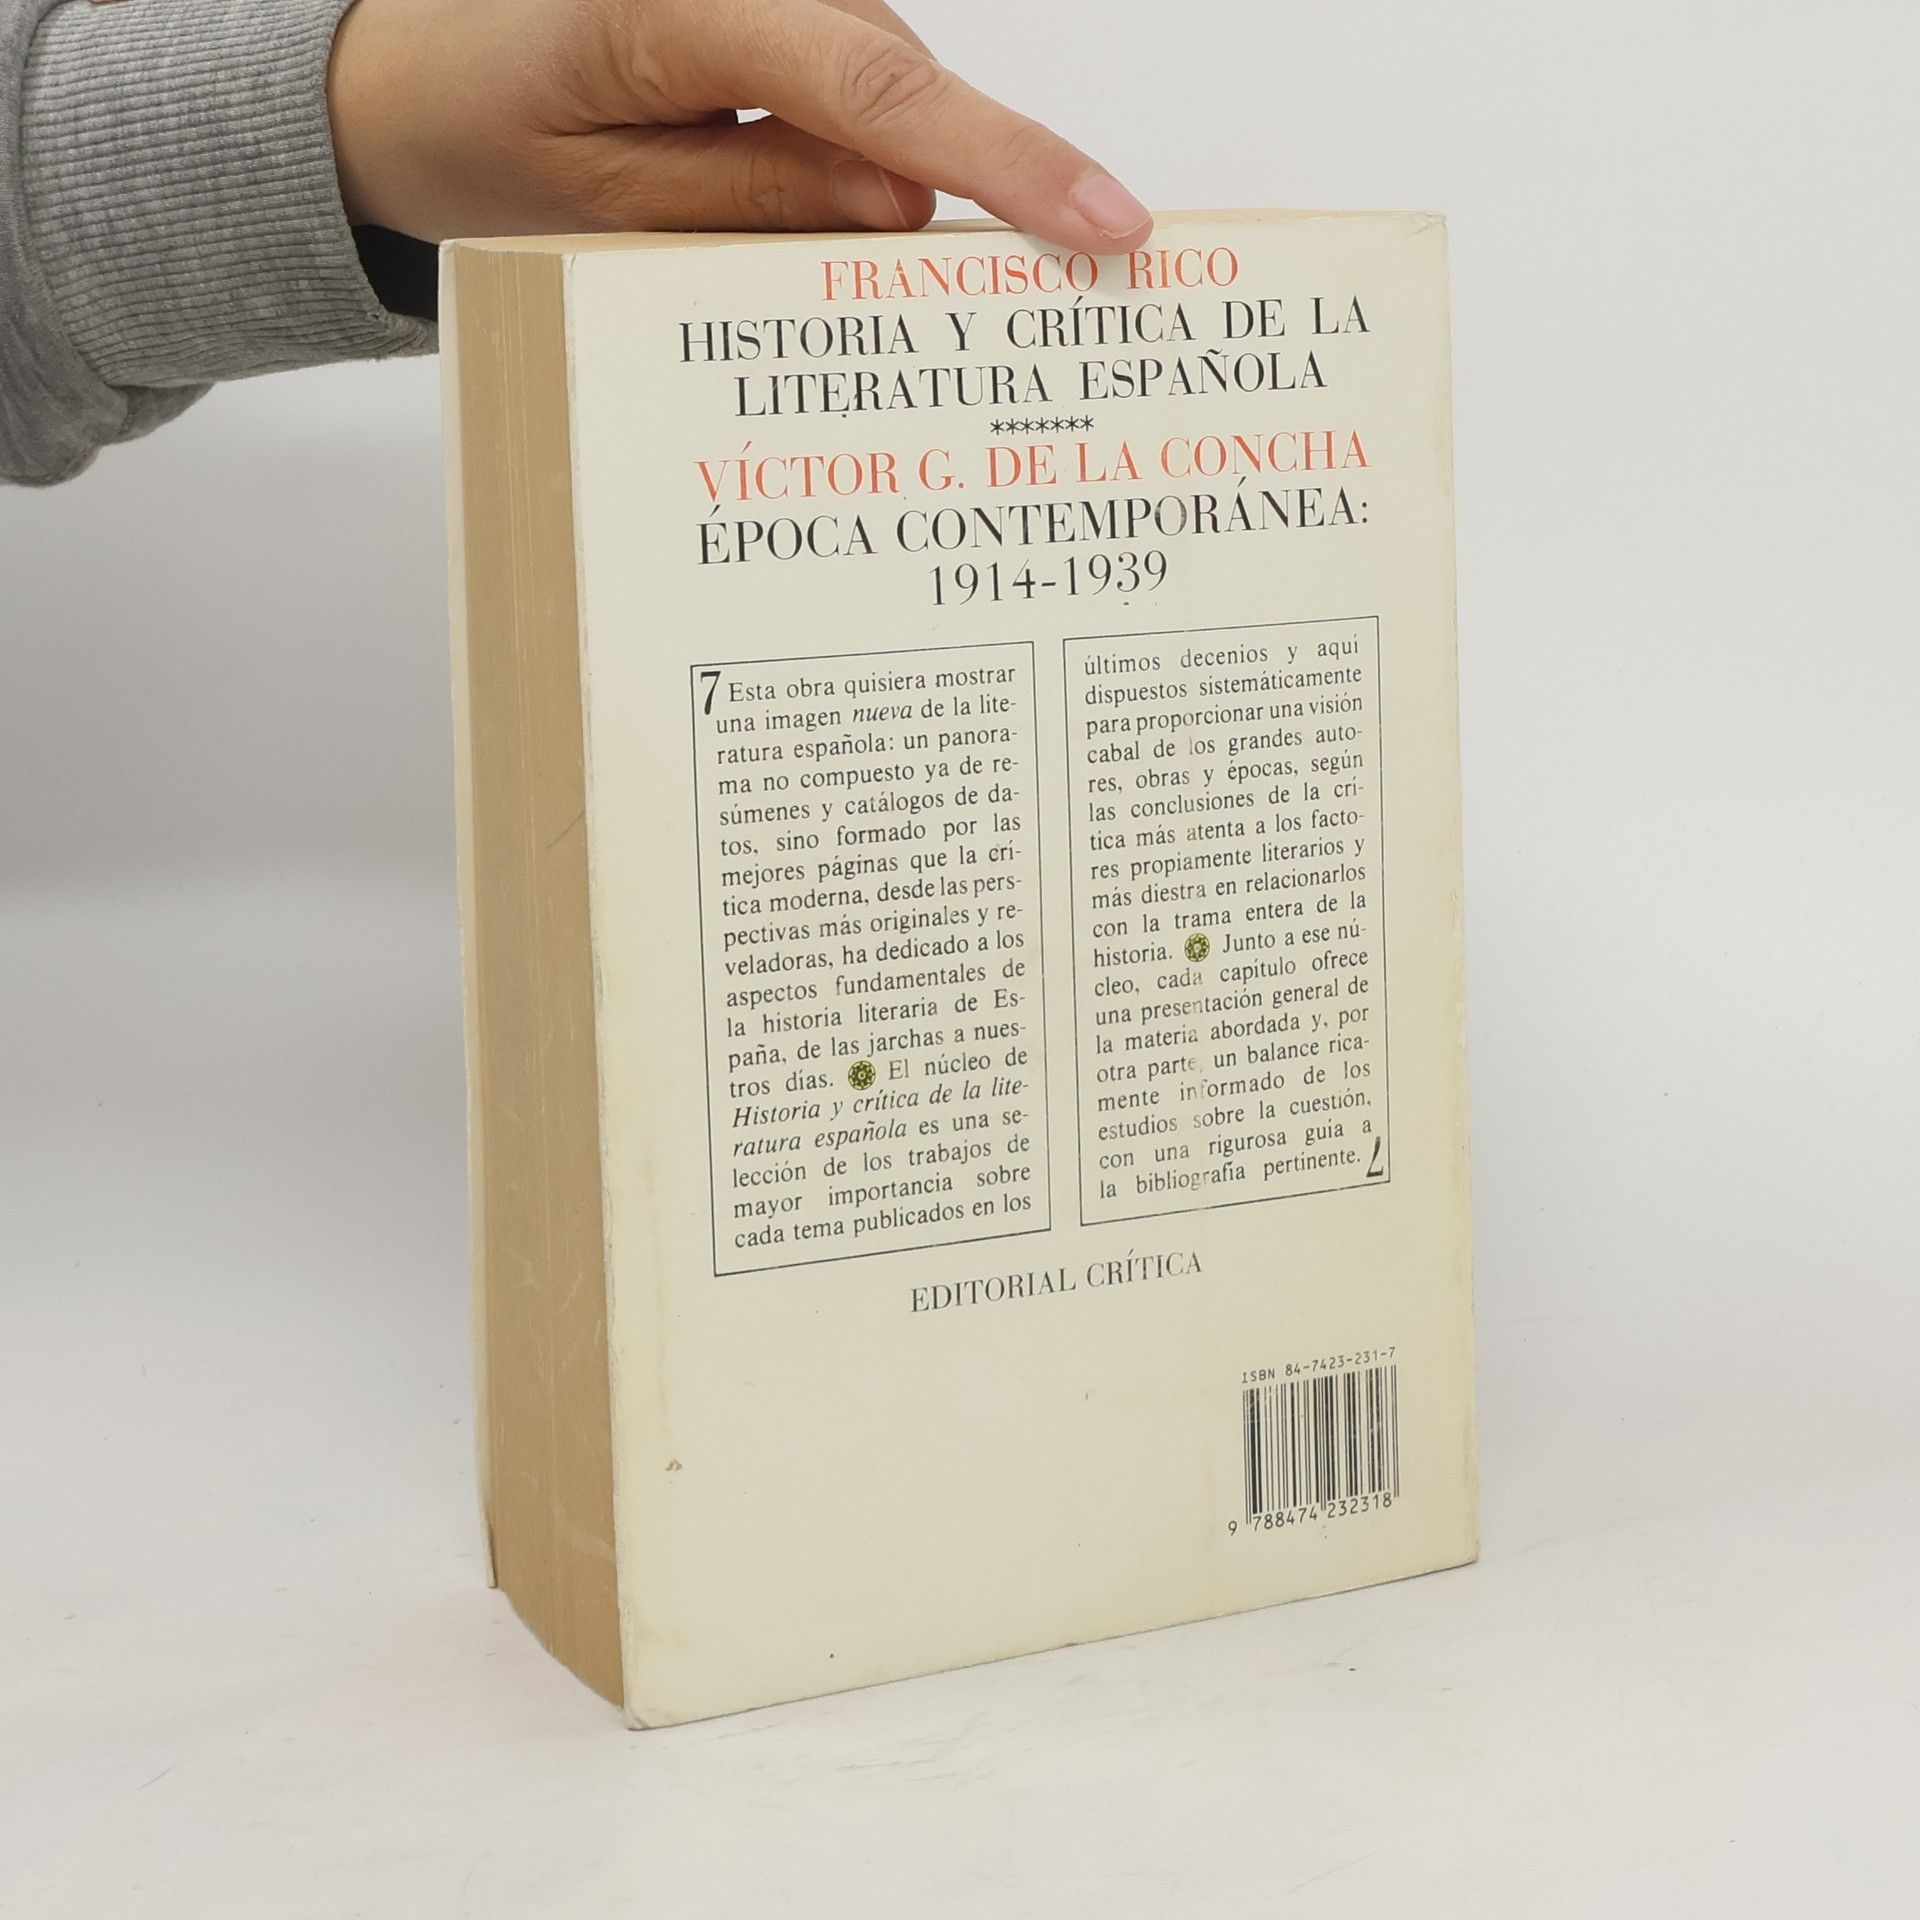 FRANCISCO RICO
HISTORIA Y CRÍTICA DE LA
LITERATURA ESPAÑOLA
*******
VÍCTOR G. DE LA CONCHA
ÉPOCA CONTEMPORÁNEA:
1914-1939
7 Esta obra quisiera mostrar
una imagen nueva de la lite-
ratura española: un panora-
ma no compuesto ya de re-
súmenes y catálogos de da-
tos, sino formado por las
mejores páginas que la crí-
tica moderna, desde las pers-
pectivas más originales y re-
veladoras, ha dedicado a los
aspectos fundamentales de
la historia literaria de Es-
paña, de las jarchas a nues-
tros días. El núcleo de
Historia y crítica de la lite-
ratura española es una se-
lección de los trabajos de
mayor importancia sobre
cada tema publicados en los
últimos decenios y aquí
dispuestos sistemáticamente
para proporcionar una visión
cabal de los grandes auto-
res, obras y épocas, según
las conclusiones de la crí-
tica más atenta a los facto-
res propiamente literarios y
más diestra en relacionarlos
con la trama entera de la
historia. Junto a ese nú-
cleo, cada capítulo ofrece
una presentación general de
la materia abordada y, por
otra parte, un balance rica-
mente informado de los
estudios sobre la cuestión,
con una rigurosa guía a
la bibliografía pertinente. 7
EDITORIAL CRÍTICA
ISBN 84-7423-231-7
9 788474 232318